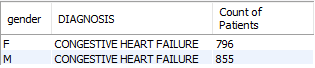 gender DIAGNOSIS Count of
Patients
F CONGESTIVE HEART FAILURE 796
M CONGESTIVE HEART FAILURE 855